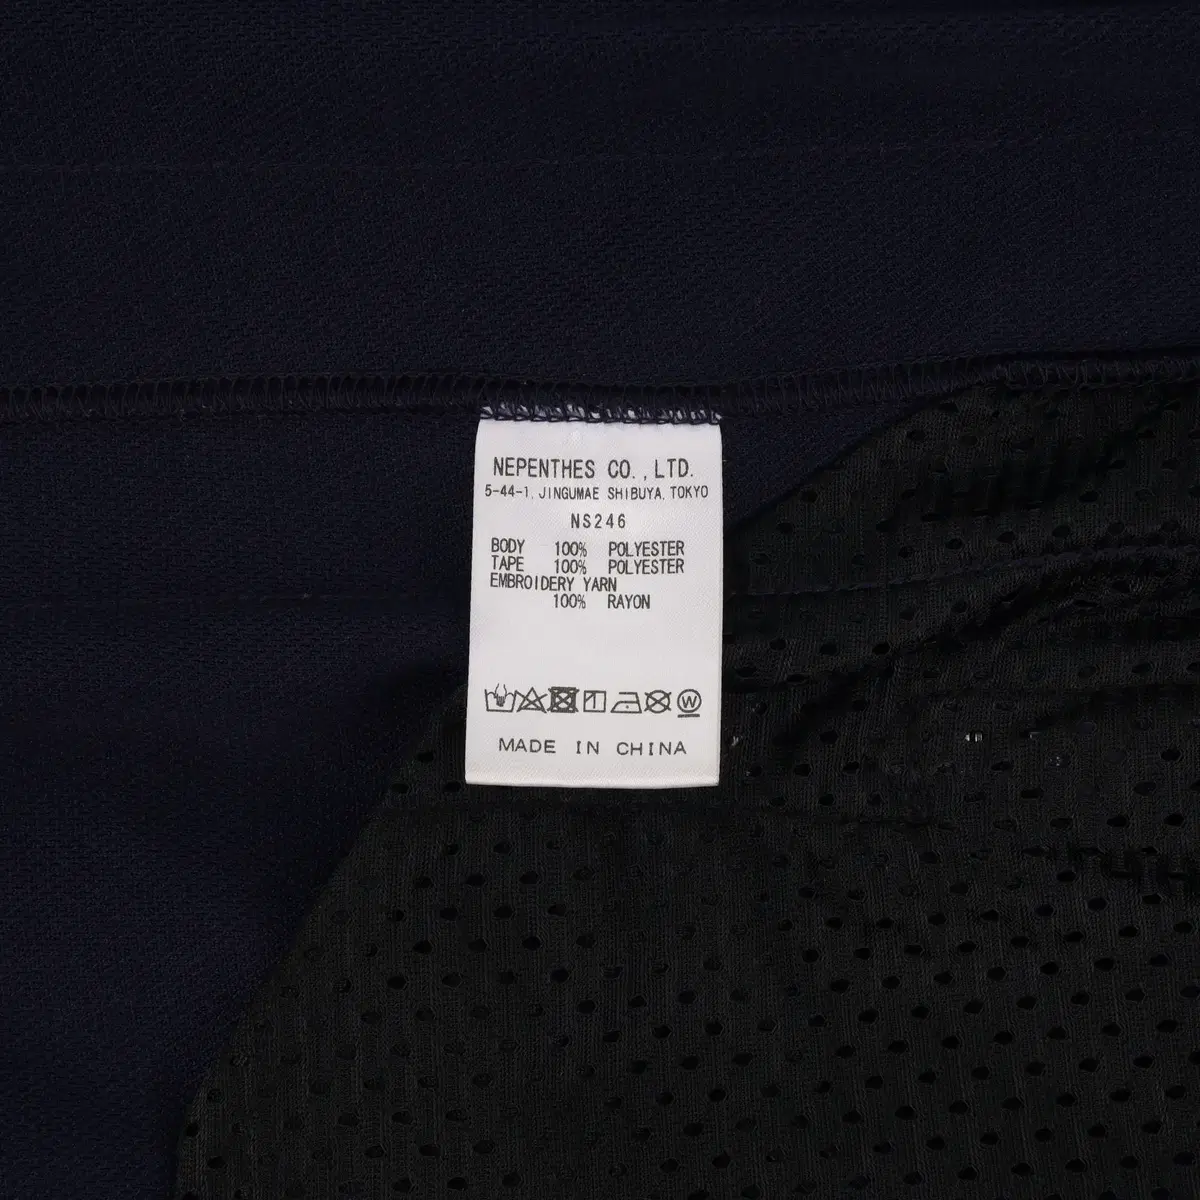 NEPENTHES CO., LTD.
5-44-1, JINGUMAE SHIBUYA, TOKYO
NS246
BODY 100% POLYESTER
TAPE 100% POLYESTER
EMBROIDERY YARN
100% RAYON
W
MADE IN CHINA